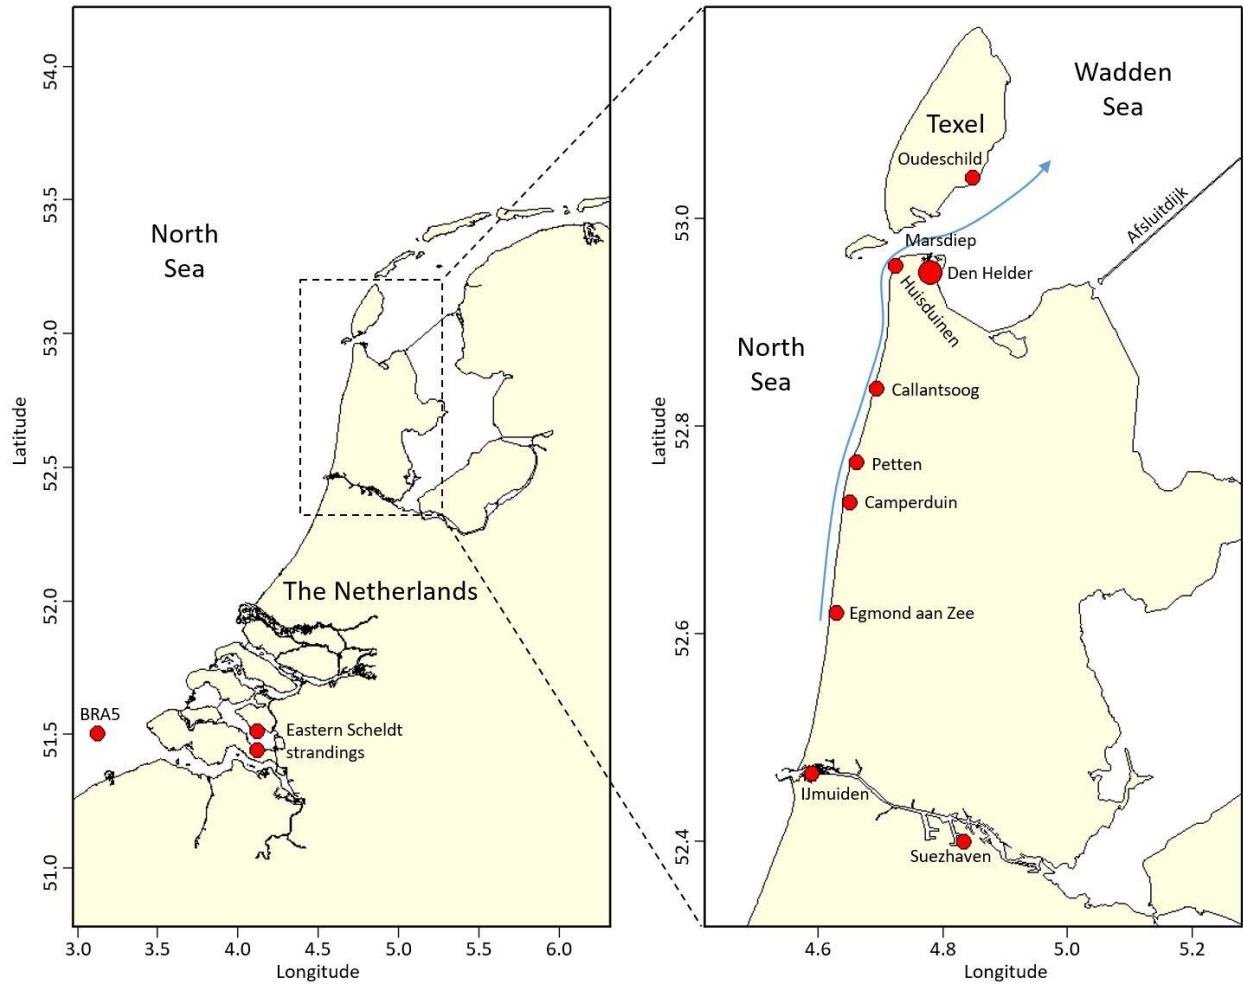 54.0
53.5
53.0
52.5
52.0
51.5
51.0
Latitude
North
Sea
The Netherlands
BRA5
Eastern Scheldt
strandings
3.0
3.5
4.0
4.5
5.0
5.5
6.0
Longitude
53.0
52.8
52.6
52.4
Latitude
Wadden
Sea
Texel
Oudeschild
Afsluitdijk
Marsdiep
Den Helder
Huisduinen
North
Sea
Callantsoog
Petten
Camperduin
Egmond aan Zee
IJmuiden
Suezhaven
4.6
4.8
5.0
5.2
Longitude